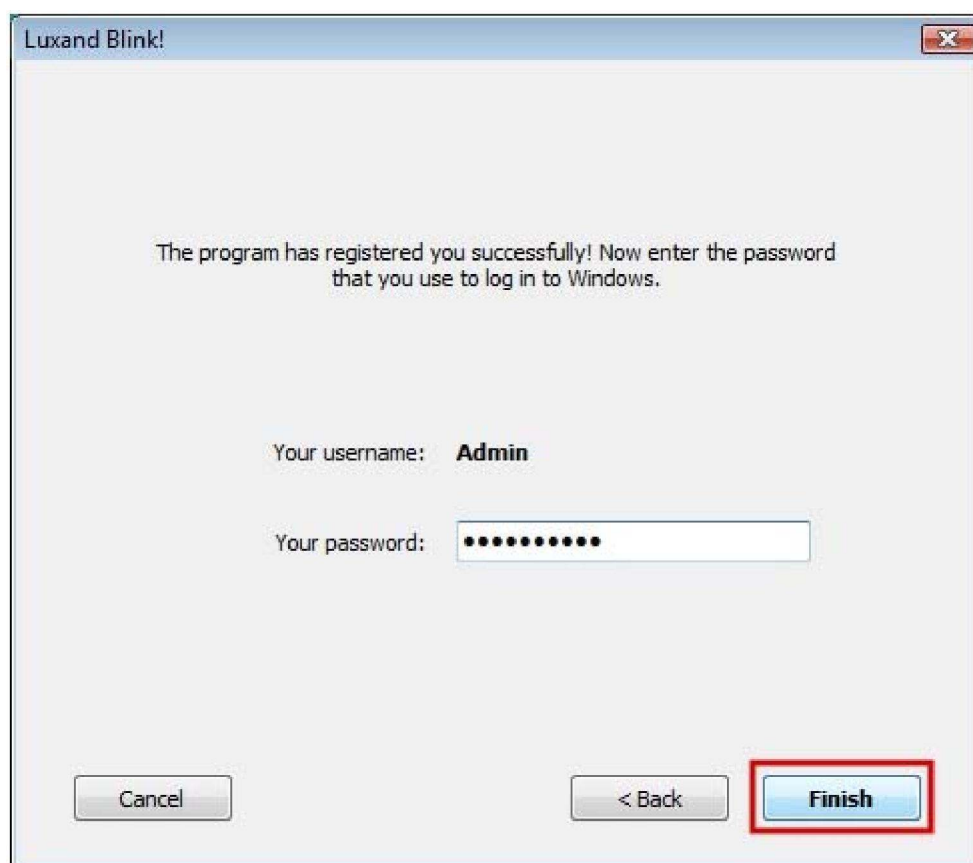 Luxand Blink!
The program has registered you successfully! Now enter the password
that you use to log in to Windows.
Your username: Admin
Your password: ••••••••••
Cancel
< Back
Finish